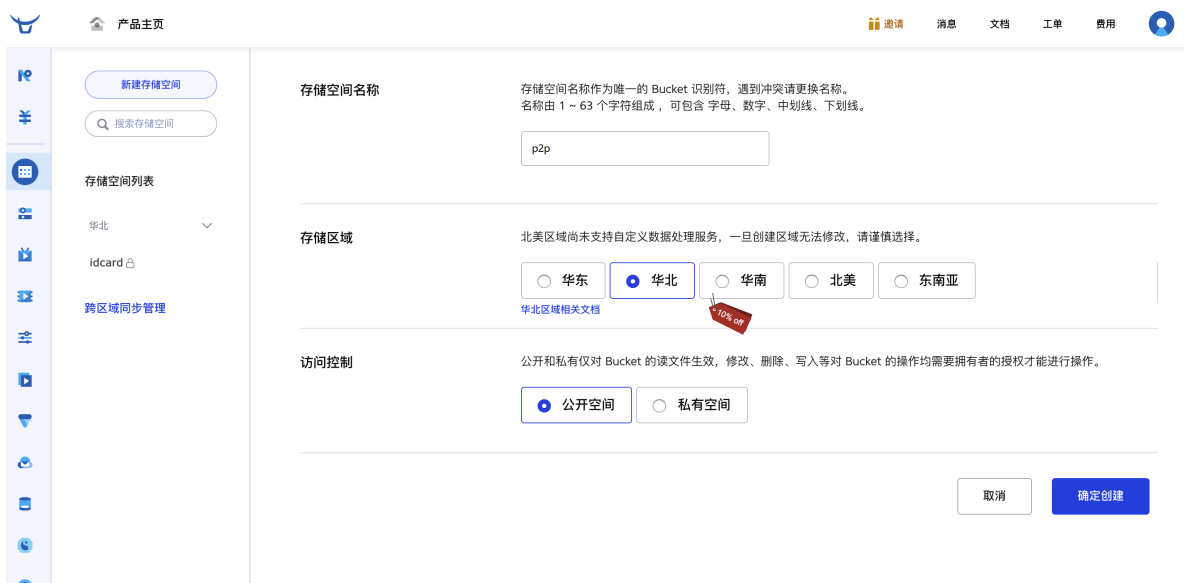 产品主页
邀请
消息
文档
工单
费用
新建存储空间
搜索存储空间
存储空间列表
华北
idcard
跨区域同步管理
存储空间名称
存储空间名称作为唯一的 Bucket 识别符，遇到冲突请更换名称。
名称由 1 ~ 63 个字符组成 ，可包含 字母、数字、中划线、下划线。
p2p
存储区域
北美区域尚未支持自定义数据处理服务，一旦创建区域无法修改，请谨慎选择。
华东
华北
华南
北美
东南亚
10% off
华北区域相关文档
访问控制
公开和私有仅对 Bucket 的读文件生效，修改、删除、写入等对 Bucket 的操作均需要拥有者的授权才能进行操作。
公开空间
私有空间
取消
确定创建